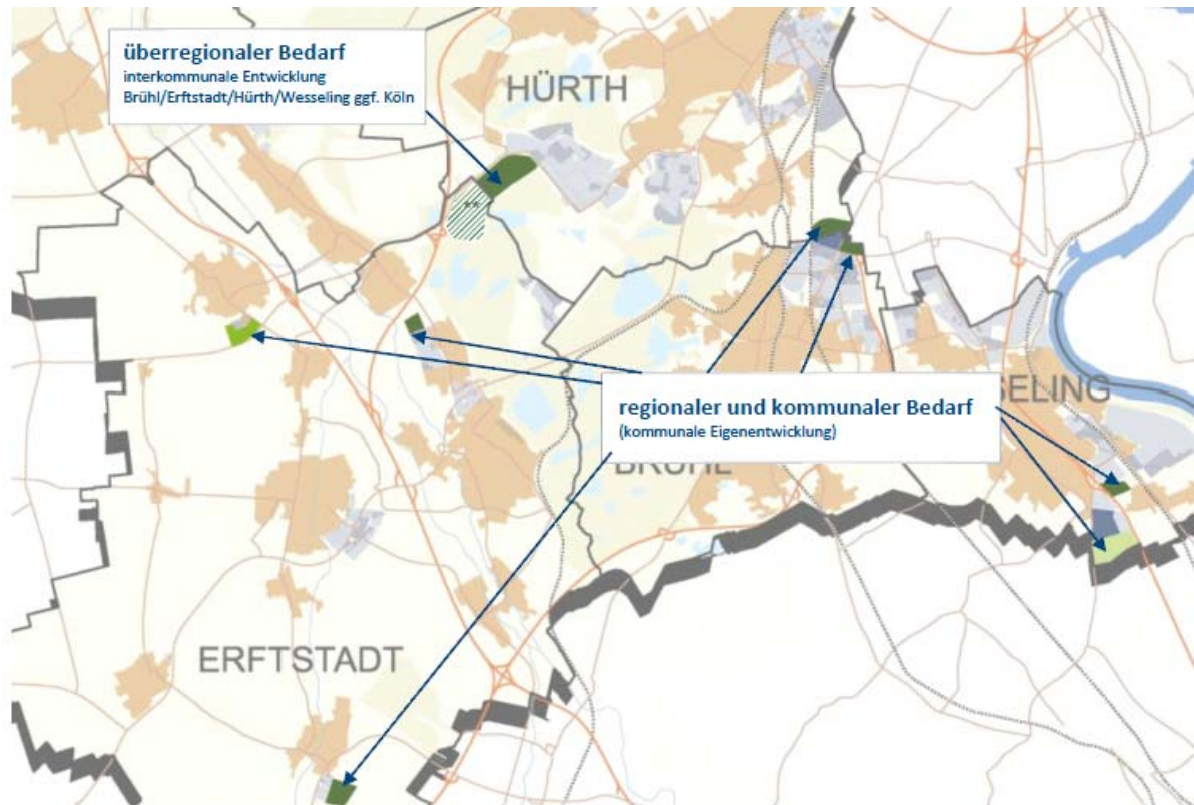 überregionaler Bedarf
interkommunale Entwicklung
Brühl/Erftstadt/Hürth/Wesseling ggf. Köln
HÜRTH
**
regionaler und kommunaler Bedarf
(kommunale Eigenentwicklung)
SELING
BRÜHL
ERFTSTADT